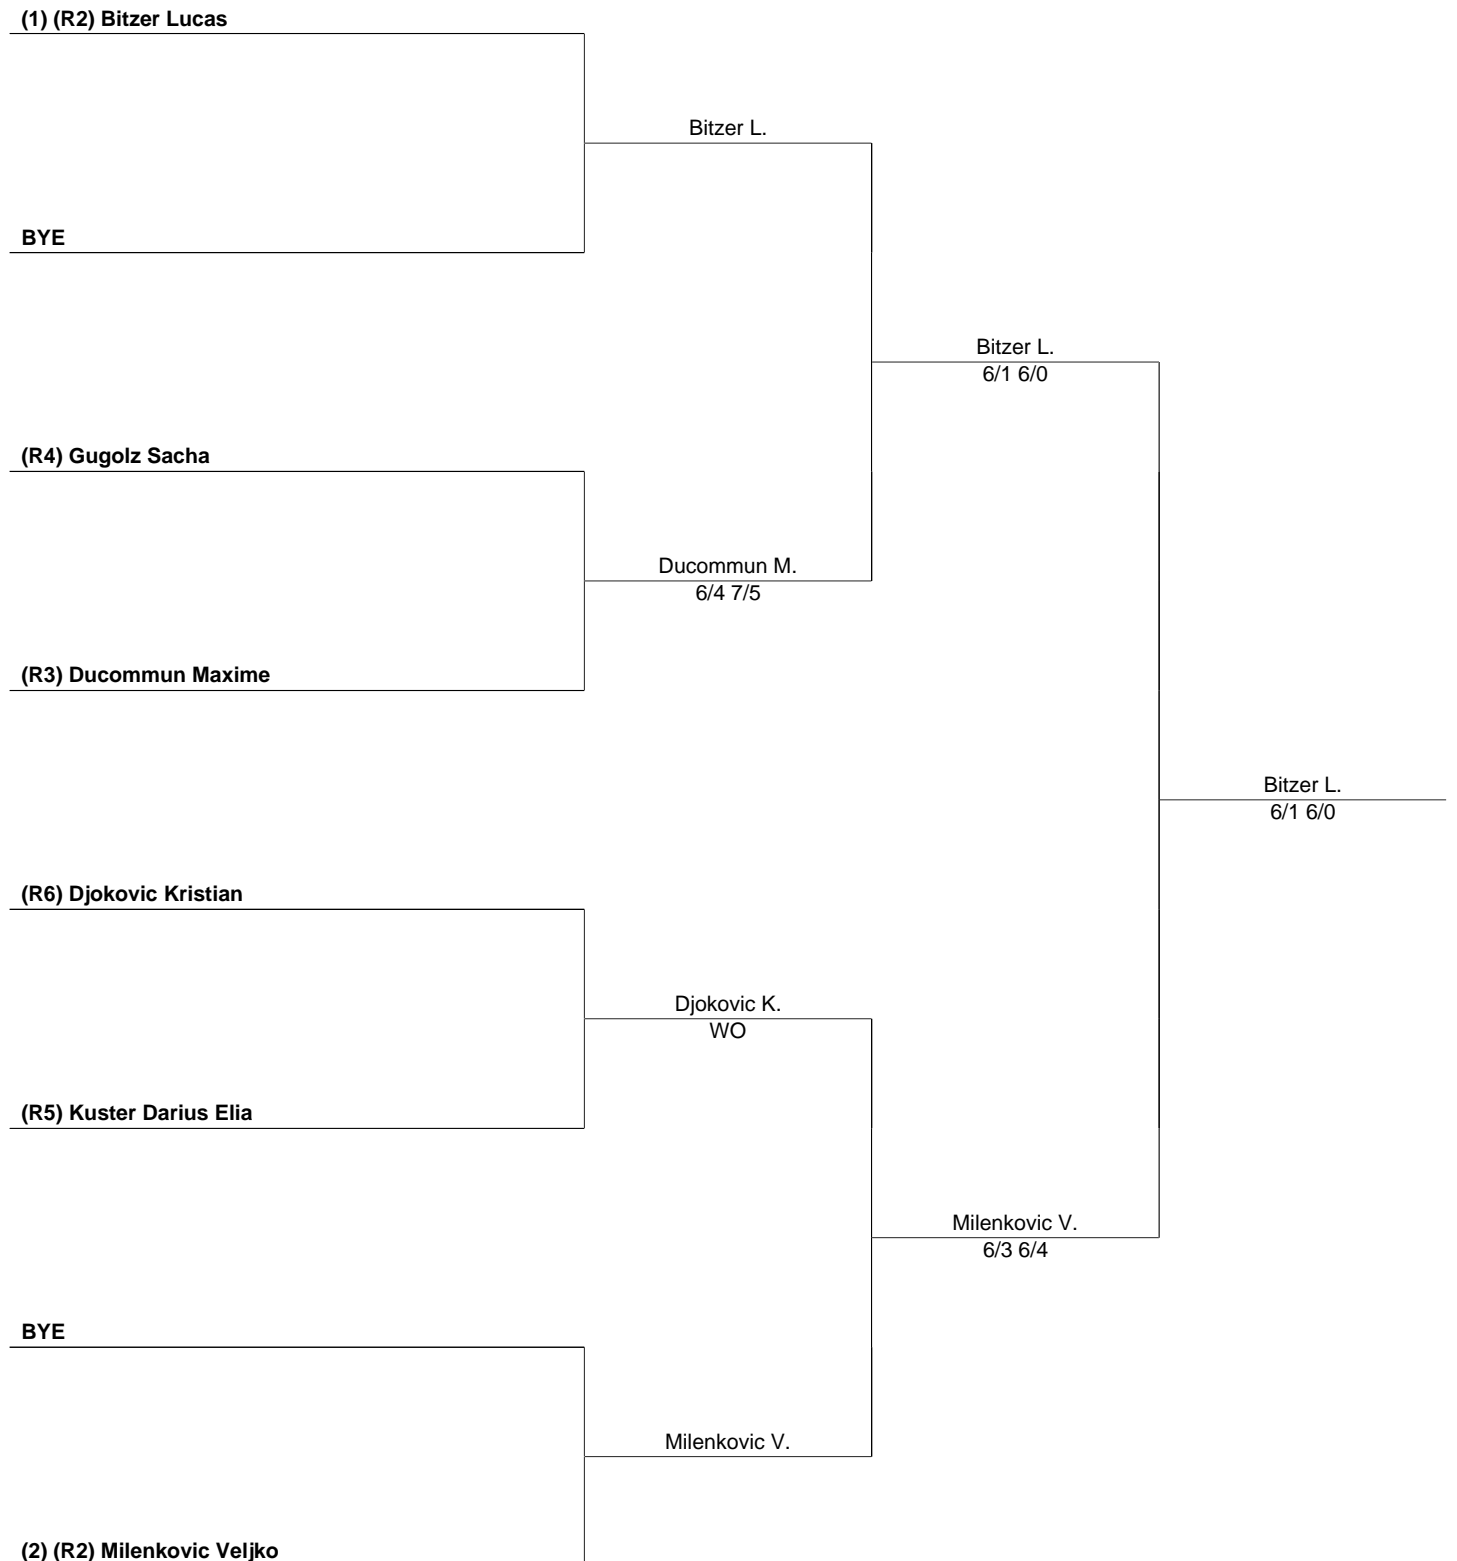 (1) (R2) Bitzer Lucas
Bitzer L.
BYE
Bitzer L.
6/1 6/0
(R4) Gugolz Sacha
Ducommun M.
6/4 7/5
(R3) Ducommun Maxime
Bitzer L.
6/1 6/0
(R6) Djokovic Kristian
Djokovic K.
WO
(R5) Kuster Darius Elia
Milenkovic V.
6/3 6/4
BYE
Milenkovic V.
(2) (R2) Milenkovic Veljko